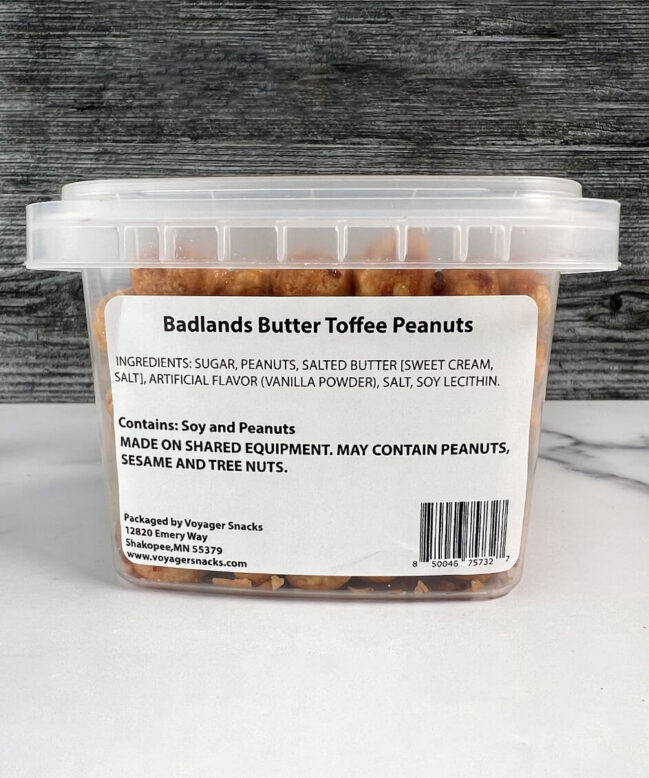 Badlands Butter Toffee Peanuts
INGREDIENTS: SUGAR, PEANUTS, SALTED BUTTER [SWEET CREAM,
SALT], ARTIFICIAL FLAVOR (VANILLA POWDER), SALT, SOY LECITHIN.
Contains: Soy and Peanuts
MADE ON SHARED EQUIPMENT. MAY CONTAIN PEANUTS,
SESAME AND TREE NUTS.
Packaged by Voyager Snacks
12820 Emery Way
Shakopee,MN 55379
www.voyagersnacks.com
8 50046 75732 7